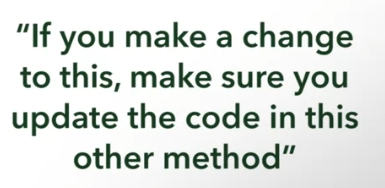 “If you make a change
to this, make sure you
update the code in this
other method”